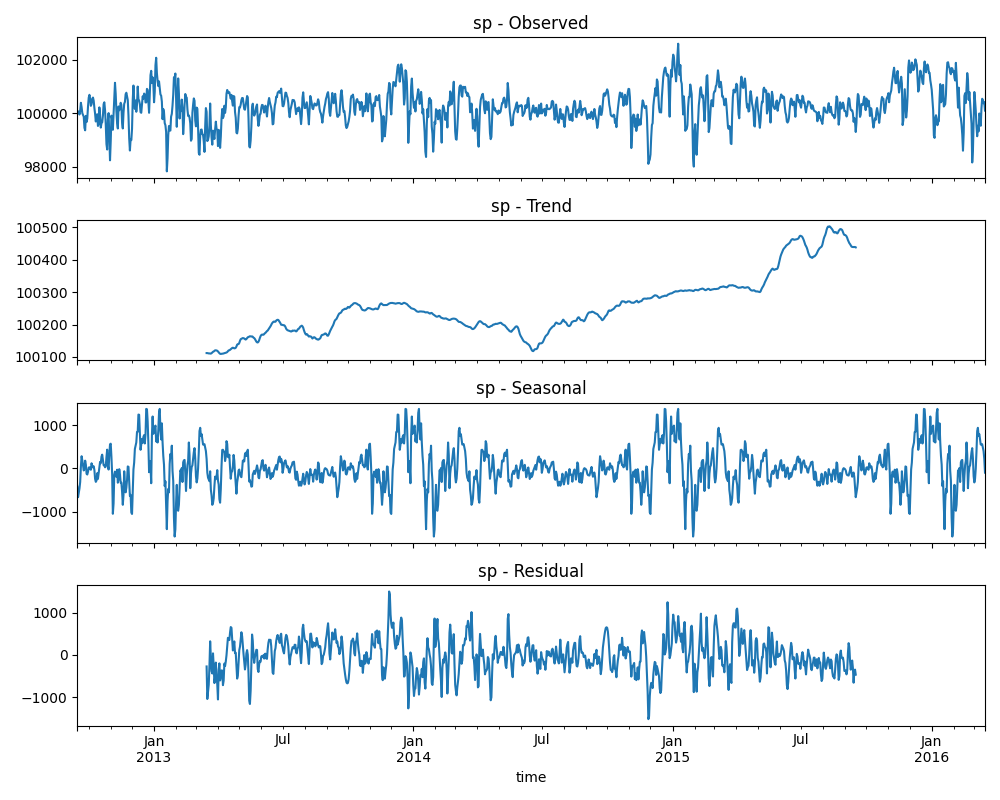 sp - Observed
102000
100000
98000
sp - Trend
100500
100400
100300
100200
100100
sp - Seasonal
1000
0
−1000
sp - Residual
1000
0
−1000
Jan Jul Jan Jul Jan Jul Jan
2013 2014 2015 2016
time